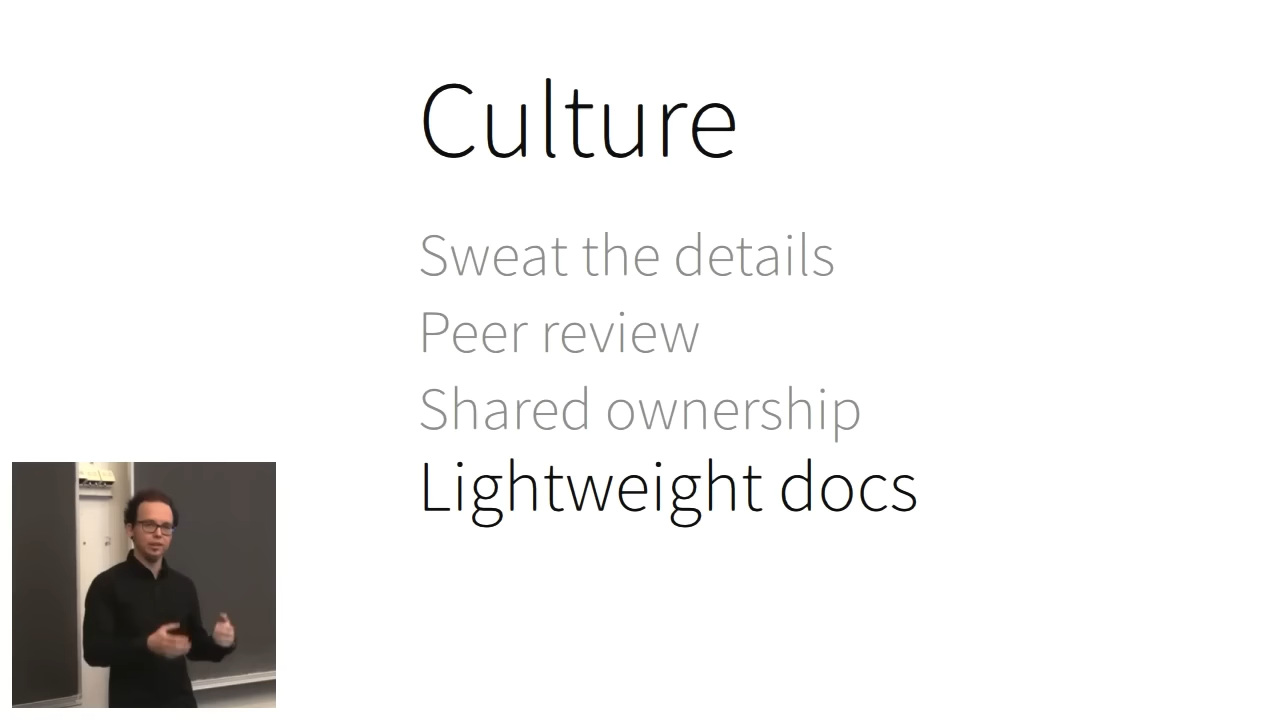 Culture
Sweat the details
Peer review
Shared ownership
Lightweight docs